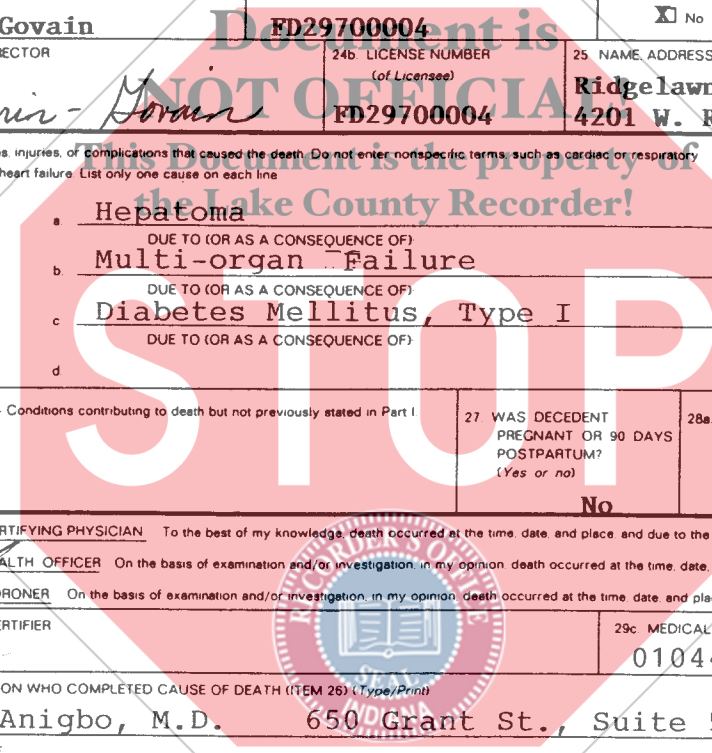 Govain FD29700004 X No
Document is
RECTOR 24b. LICENSE NUMBER 25 NAME, ADDRESS
(of Licensee)
Govain FD29700004 Ridgelawn
NOT OFFICIAL!
4201 W. R
es, injuries, or complications that caused the death. Do not enter nonspecific terms, such as cardiac or respiratory
This Document is the property of
heart failure. List only one cause on each line
the Lake County Recorder!
a. Hepatoma
DUE TO (OR AS A CONSEQUENCE OF):
b. Multi-organ Failure
DUE TO (OR AS A CONSEQUENCE OF):
c Diabetes Mellitus, Type I
DUE TO (OR AS A CONSEQUENCE OF):
d
STOP
- Conditions contributing to death but not previously stated in Part I. 27. WAS DECEDENT 28a.
PREGNANT OR 90 DAYS
POSTPARTUM?
(Yes or no)
No
RTIFYING PHYSICIAN To the best of my knowledge, death occurred at the time, date, and place, and due to the
ALTH OFFICER On the basis of examination and/or investigation, in my opinion, death occurred at the time, date,
RONER On the basis of examination and/or investigation, in my opinion, death occurred at the time, date, and pla
RECORDER'S OFFICE
SEAL
INDIANA
ERTIFIER 29c. MEDICAL
0104
ON WHO COMPLETED CAUSE OF DEATH (ITEM 26) (Type/Print)
Anigbo, M.D. 650 Grant St., Suite